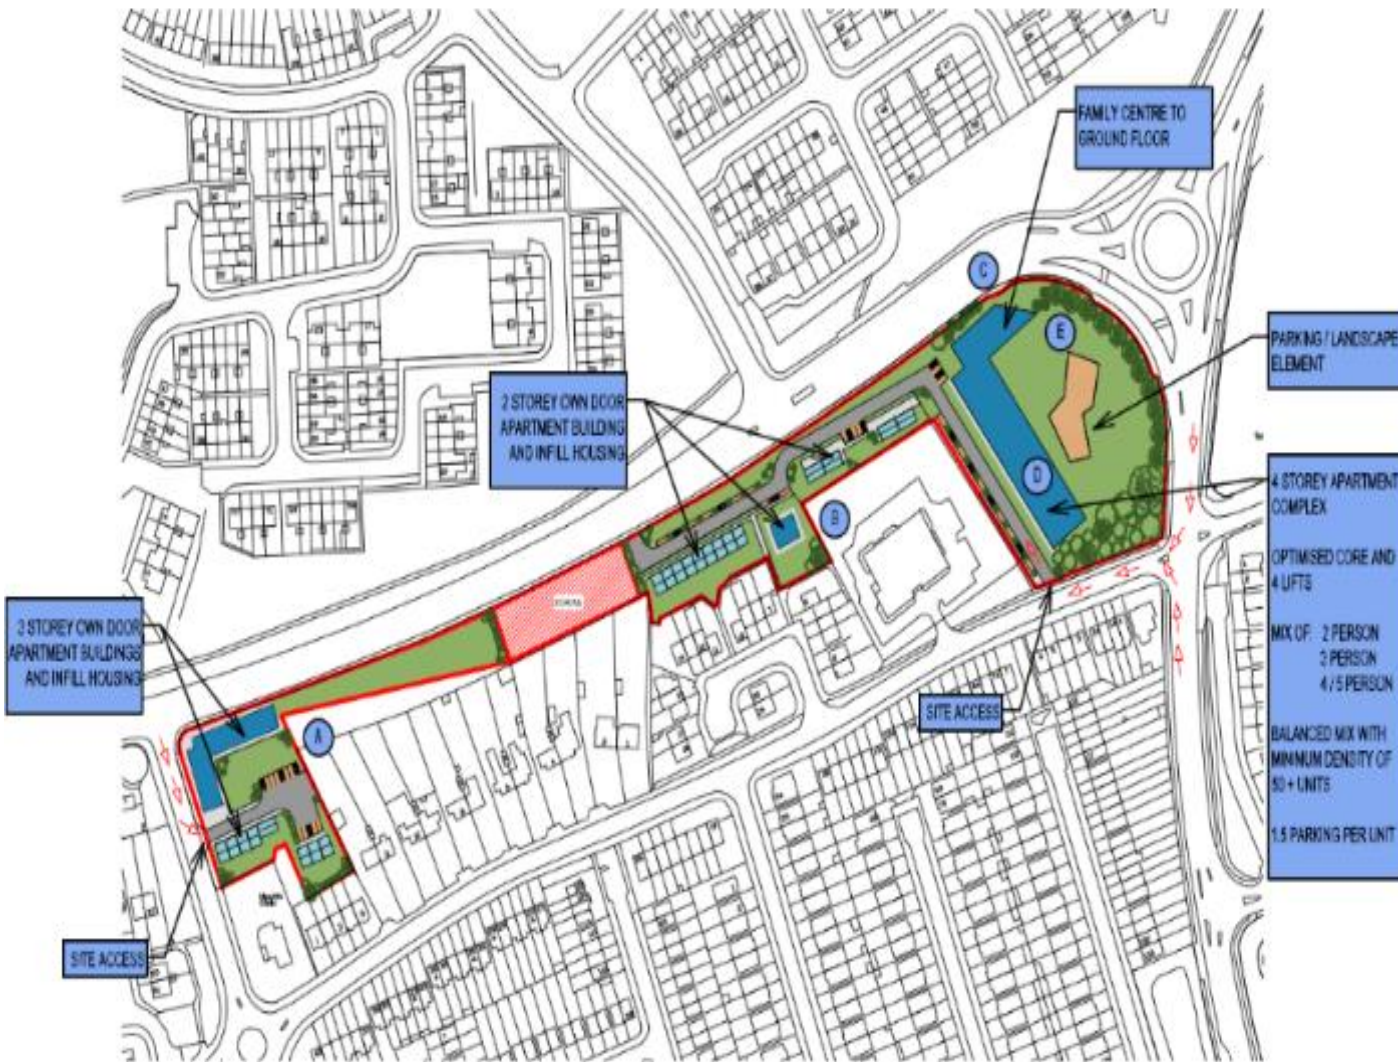 FAMILY CENTRE TO
GROUND FLOOR
C
E
PARKING / LANDSCAPE
ELEMENT
2 STOREY OWN DOOR
APARTMENT BUILDING
AND INFILL HOUSING
D
B
4 STOREY APARTMENT
COMPLEX
OPTIMISED CORE AND
4 LIFTS
MIX OF: 2 PERSON
3 PERSON
4 / 5 PERSON
BALANCED MIX WITH
MINIMUM DENSITY OF
50 + UNITS
1.5 PARKING PER UNIT
3 STOREY OWN DOOR
APARTMENT BUILDINGS
AND INFILL HOUSING
A
SITE ACCESS
SITE ACCESS